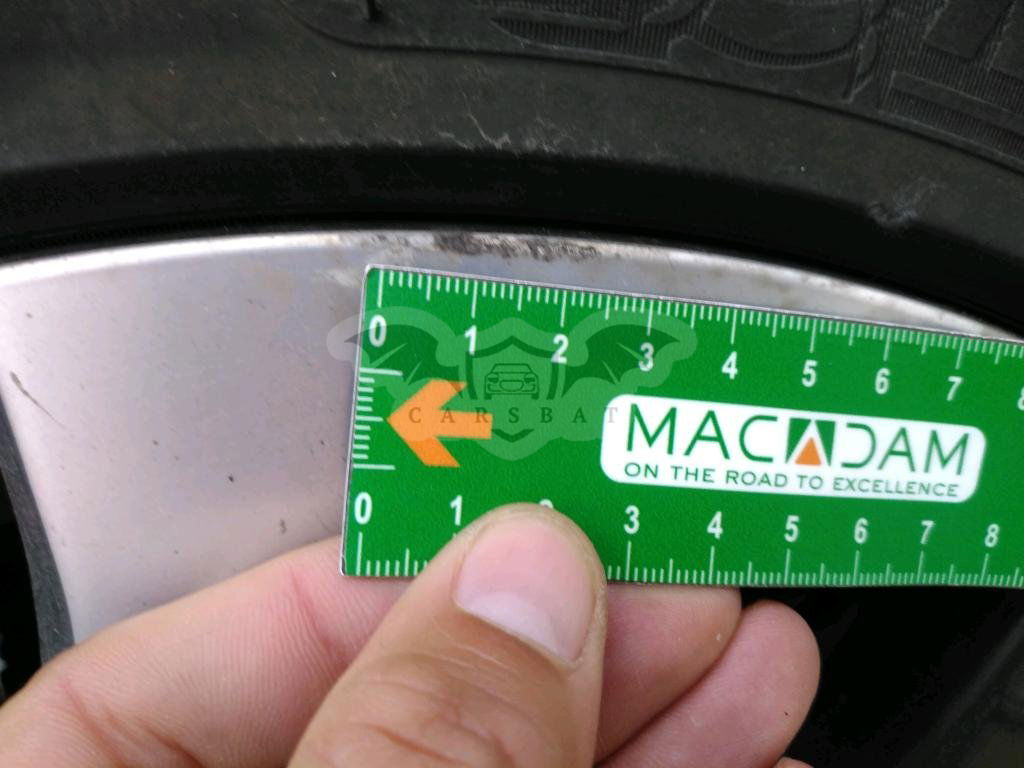 0 1 2 3 4 5 6 7 8
CARSBAT
MACADAM
ON THE ROAD TO EXCELLENCE
0 1 2 3 4 5 6 7 8